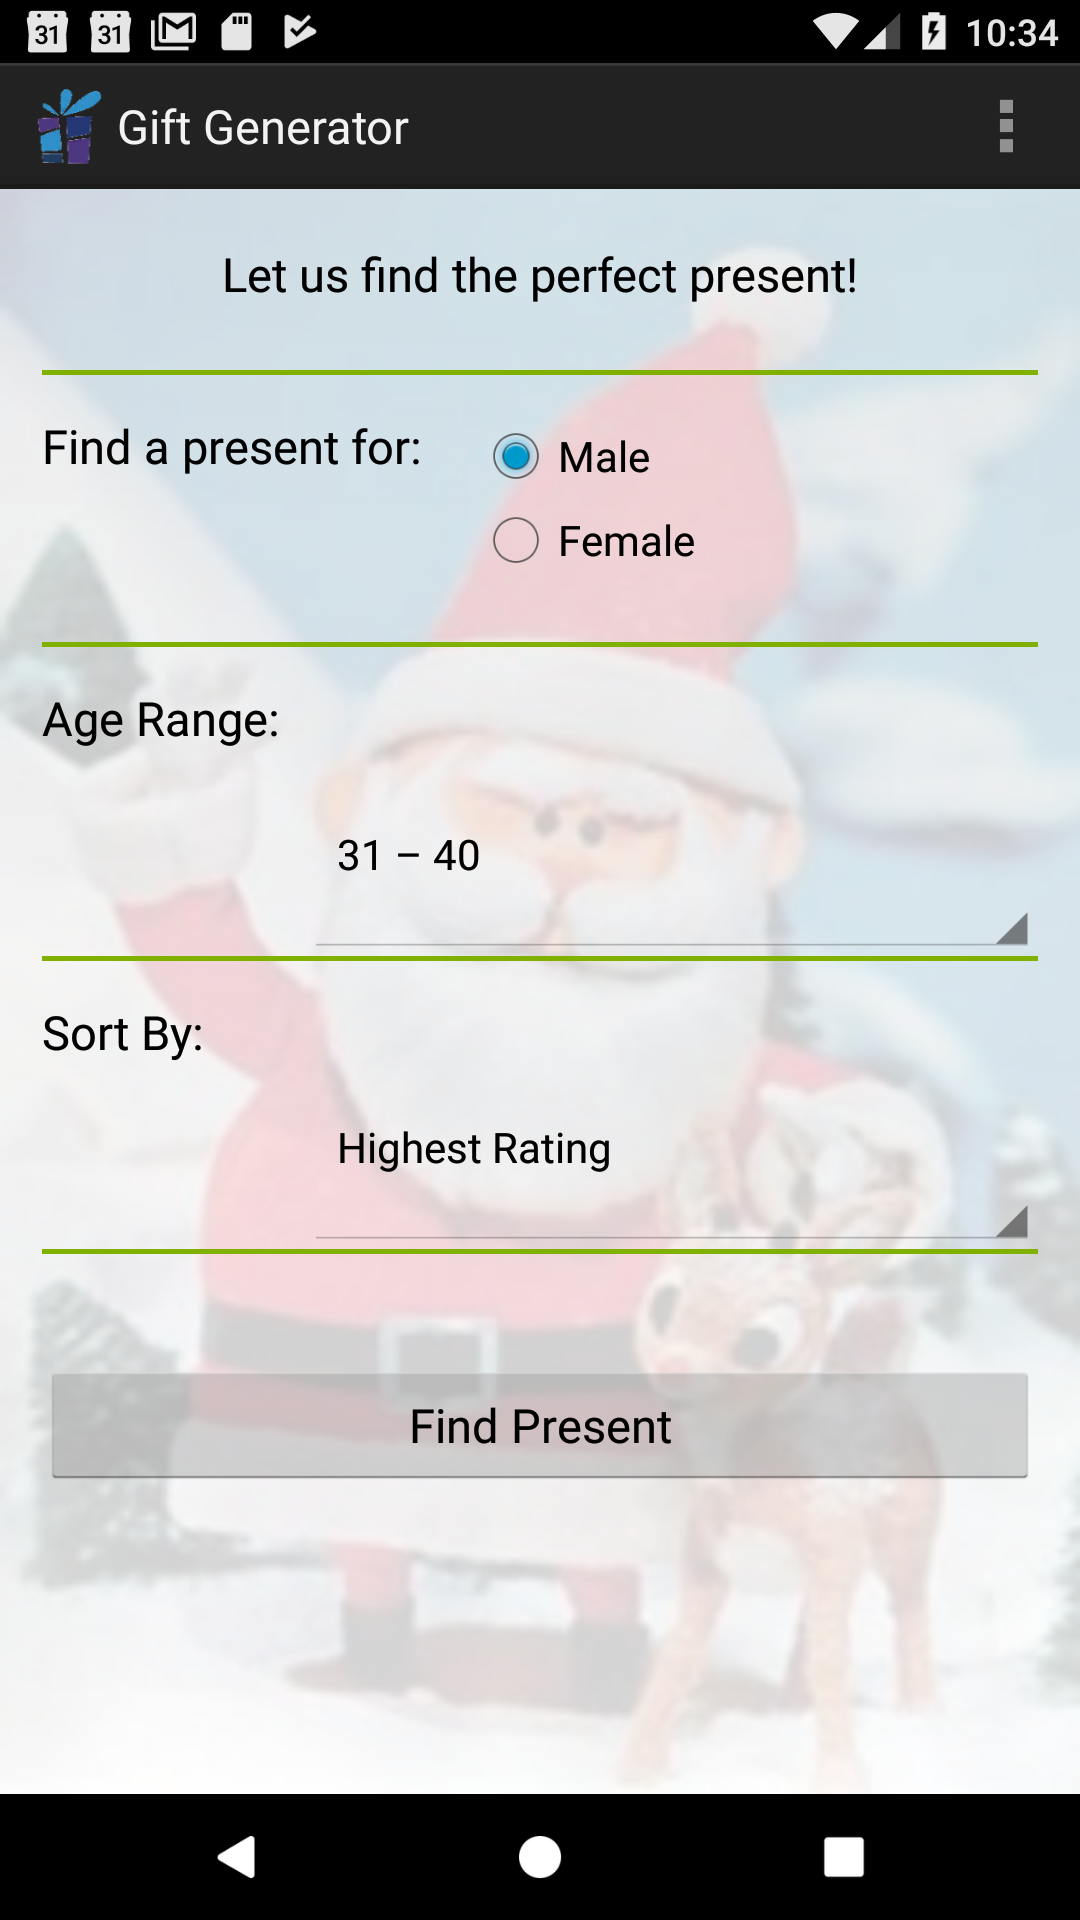 31 31 10:34
Gift Generator
Let us find the perfect present!
Find a present for:
Male
Female
Age Range:
31 – 40
Sort By:
Highest Rating
Find Present